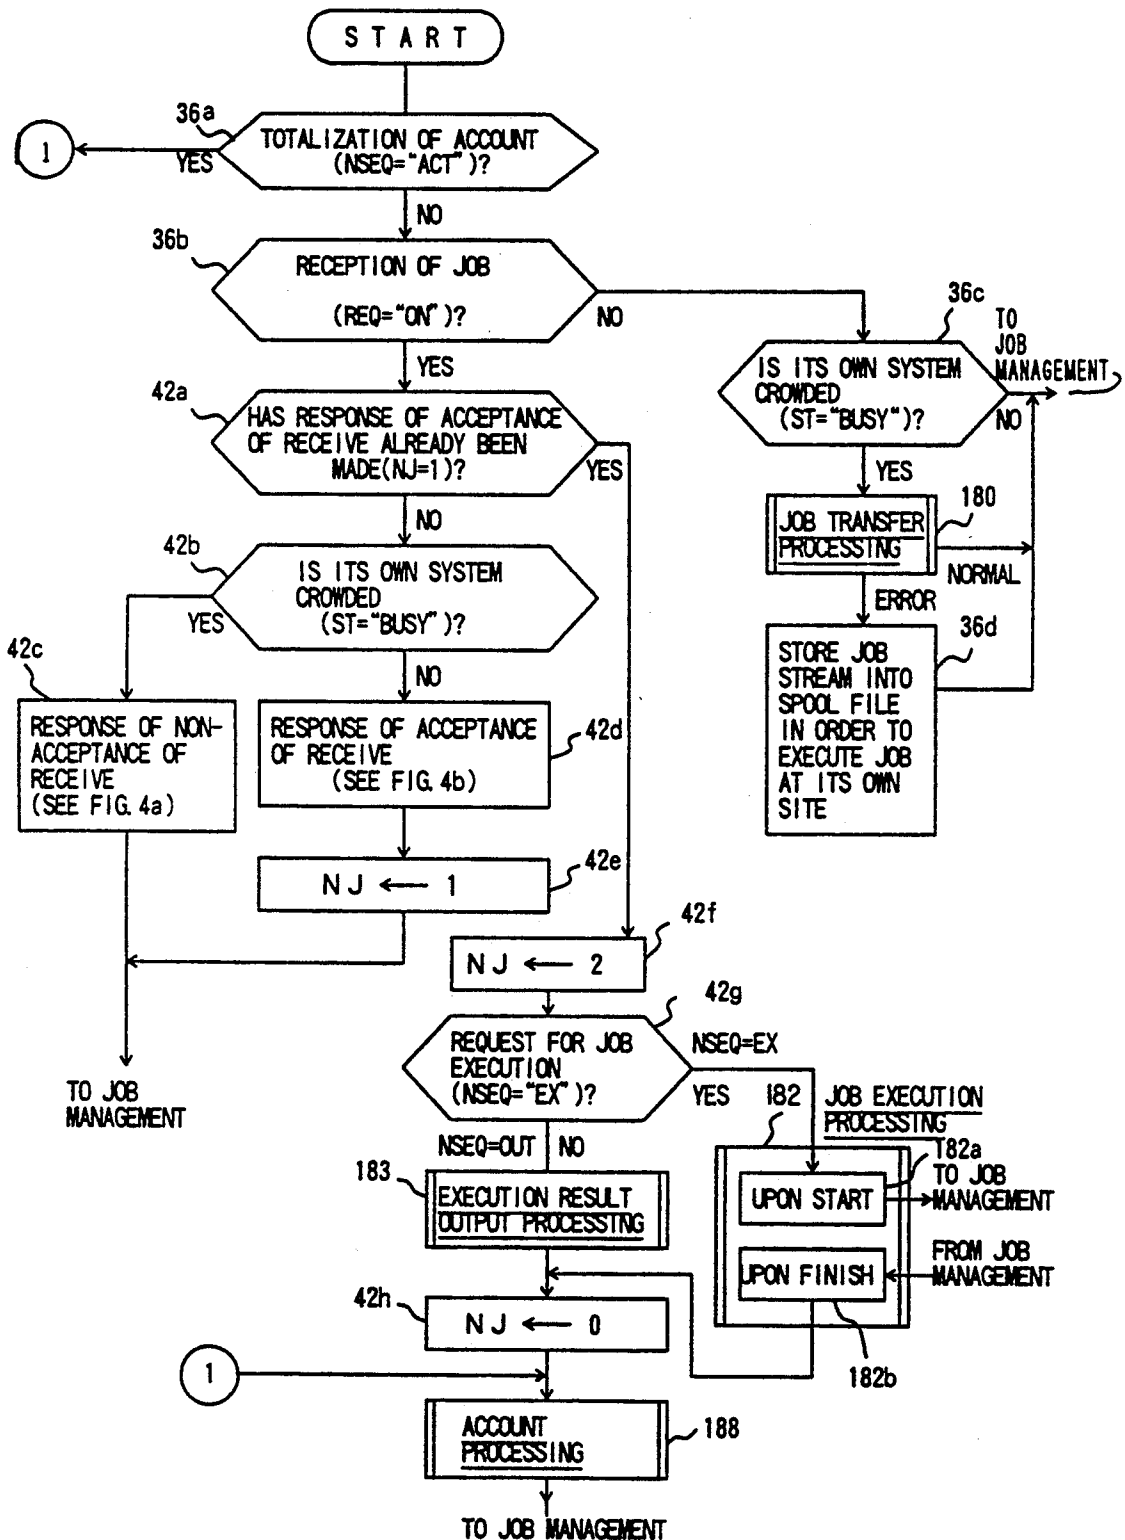 START
36a
TOTALIZATION OF ACCOUNT
(NSEQ="ACT")?
1
YES
NO
36b
RECEPTION OF JOB
(REQ="ON")?
NO
YES
36c
TO
JOB
MANAGEMENT
IS ITS OWN SYSTEM
CROWDED
(ST="BUSY")?
NO
YES
42a
HAS RESPONSE OF ACCEPTANCE
OF RECEIVE ALREADY BEEN
MADE(NJ=1)?
YES
NO
180
JOB TRANSFER
PROCESSING
NORMAL
ERROR
42b
IS ITS OWN SYSTEM
CROWDED
(ST="BUSY")?
YES
NO
36d
STORE JOB
STREAM INTO
SPOOL FILE
IN ORDER TO
EXECUTE JOB
AT ITS OWN
SITE
42c
RESPONSE OF NON-
ACCEPTANCE OF
RECEIVE
(SEE FIG. 4a)
42d
RESPONSE OF ACCEPTANCE
OF RECEIVE
(SEE FIG. 4b)
42e
NJ ← 1
42f
NJ ← 2
TO JOB
MANAGEMENT
42g
REQUEST FOR JOB
EXECUTION
(NSEQ="EX")?
NSEQ=EX
YES
NSEQ=OUT NO
182
JOB EXECUTION
PROCESSING
182a
UPON START
TO JOB
MANAGEMENT
UPON FINISH
FROM JOB
MANAGEMENT
182b
183
EXECUTION RESULT
OUTPUT PROCESSING
42h
NJ ← 0
1
188
ACCOUNT
PROCESSING
TO JOB MANAGEMENT